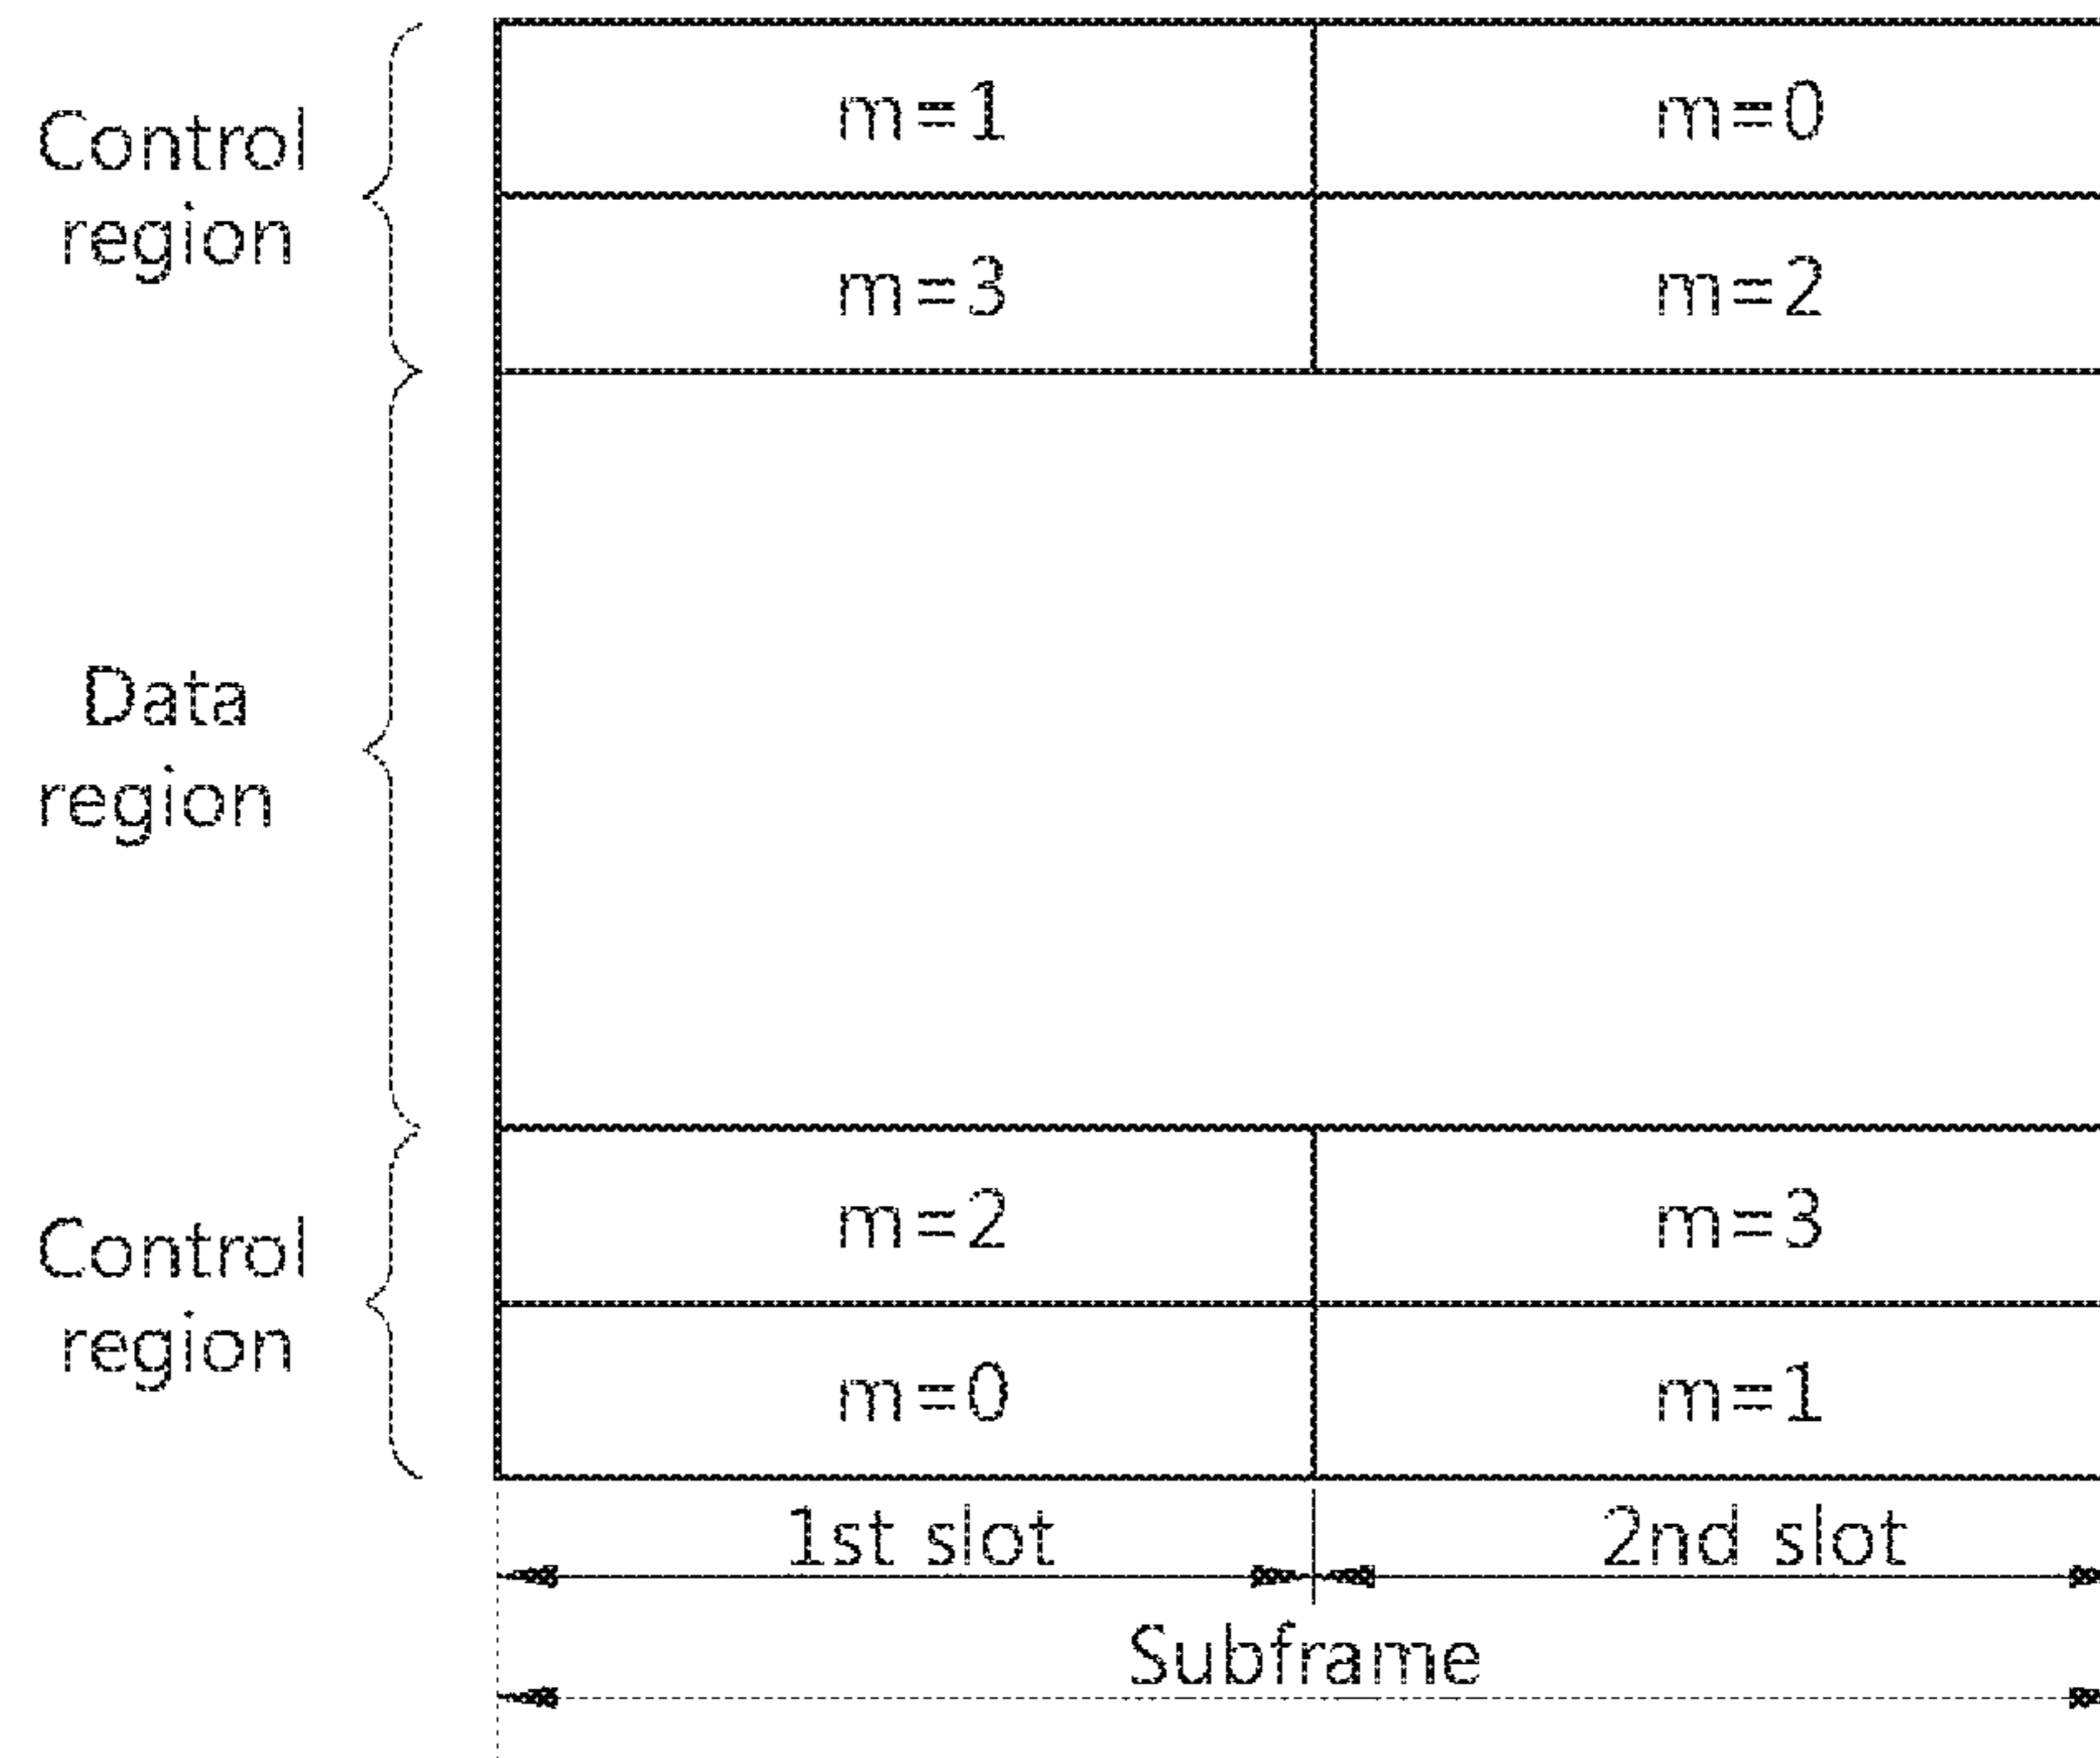 Control
region
m=1
m=0
m=3
m=2
Data
region
Control
region
m=2
m=3
m=0
m=1
1st slot
2nd slot
Subframe